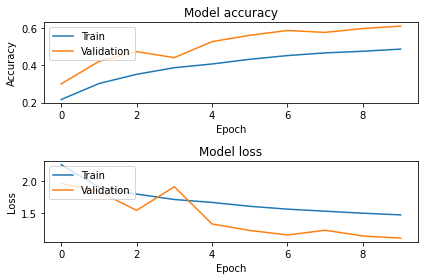 Model accuracy
0.6
0.4
0.2
Accuracy
Train
Validation
0 2 4 6 8
Epoch
Model loss
2.0
1.5
Loss
Train
Validation
0 2 4 6 8
Epoch